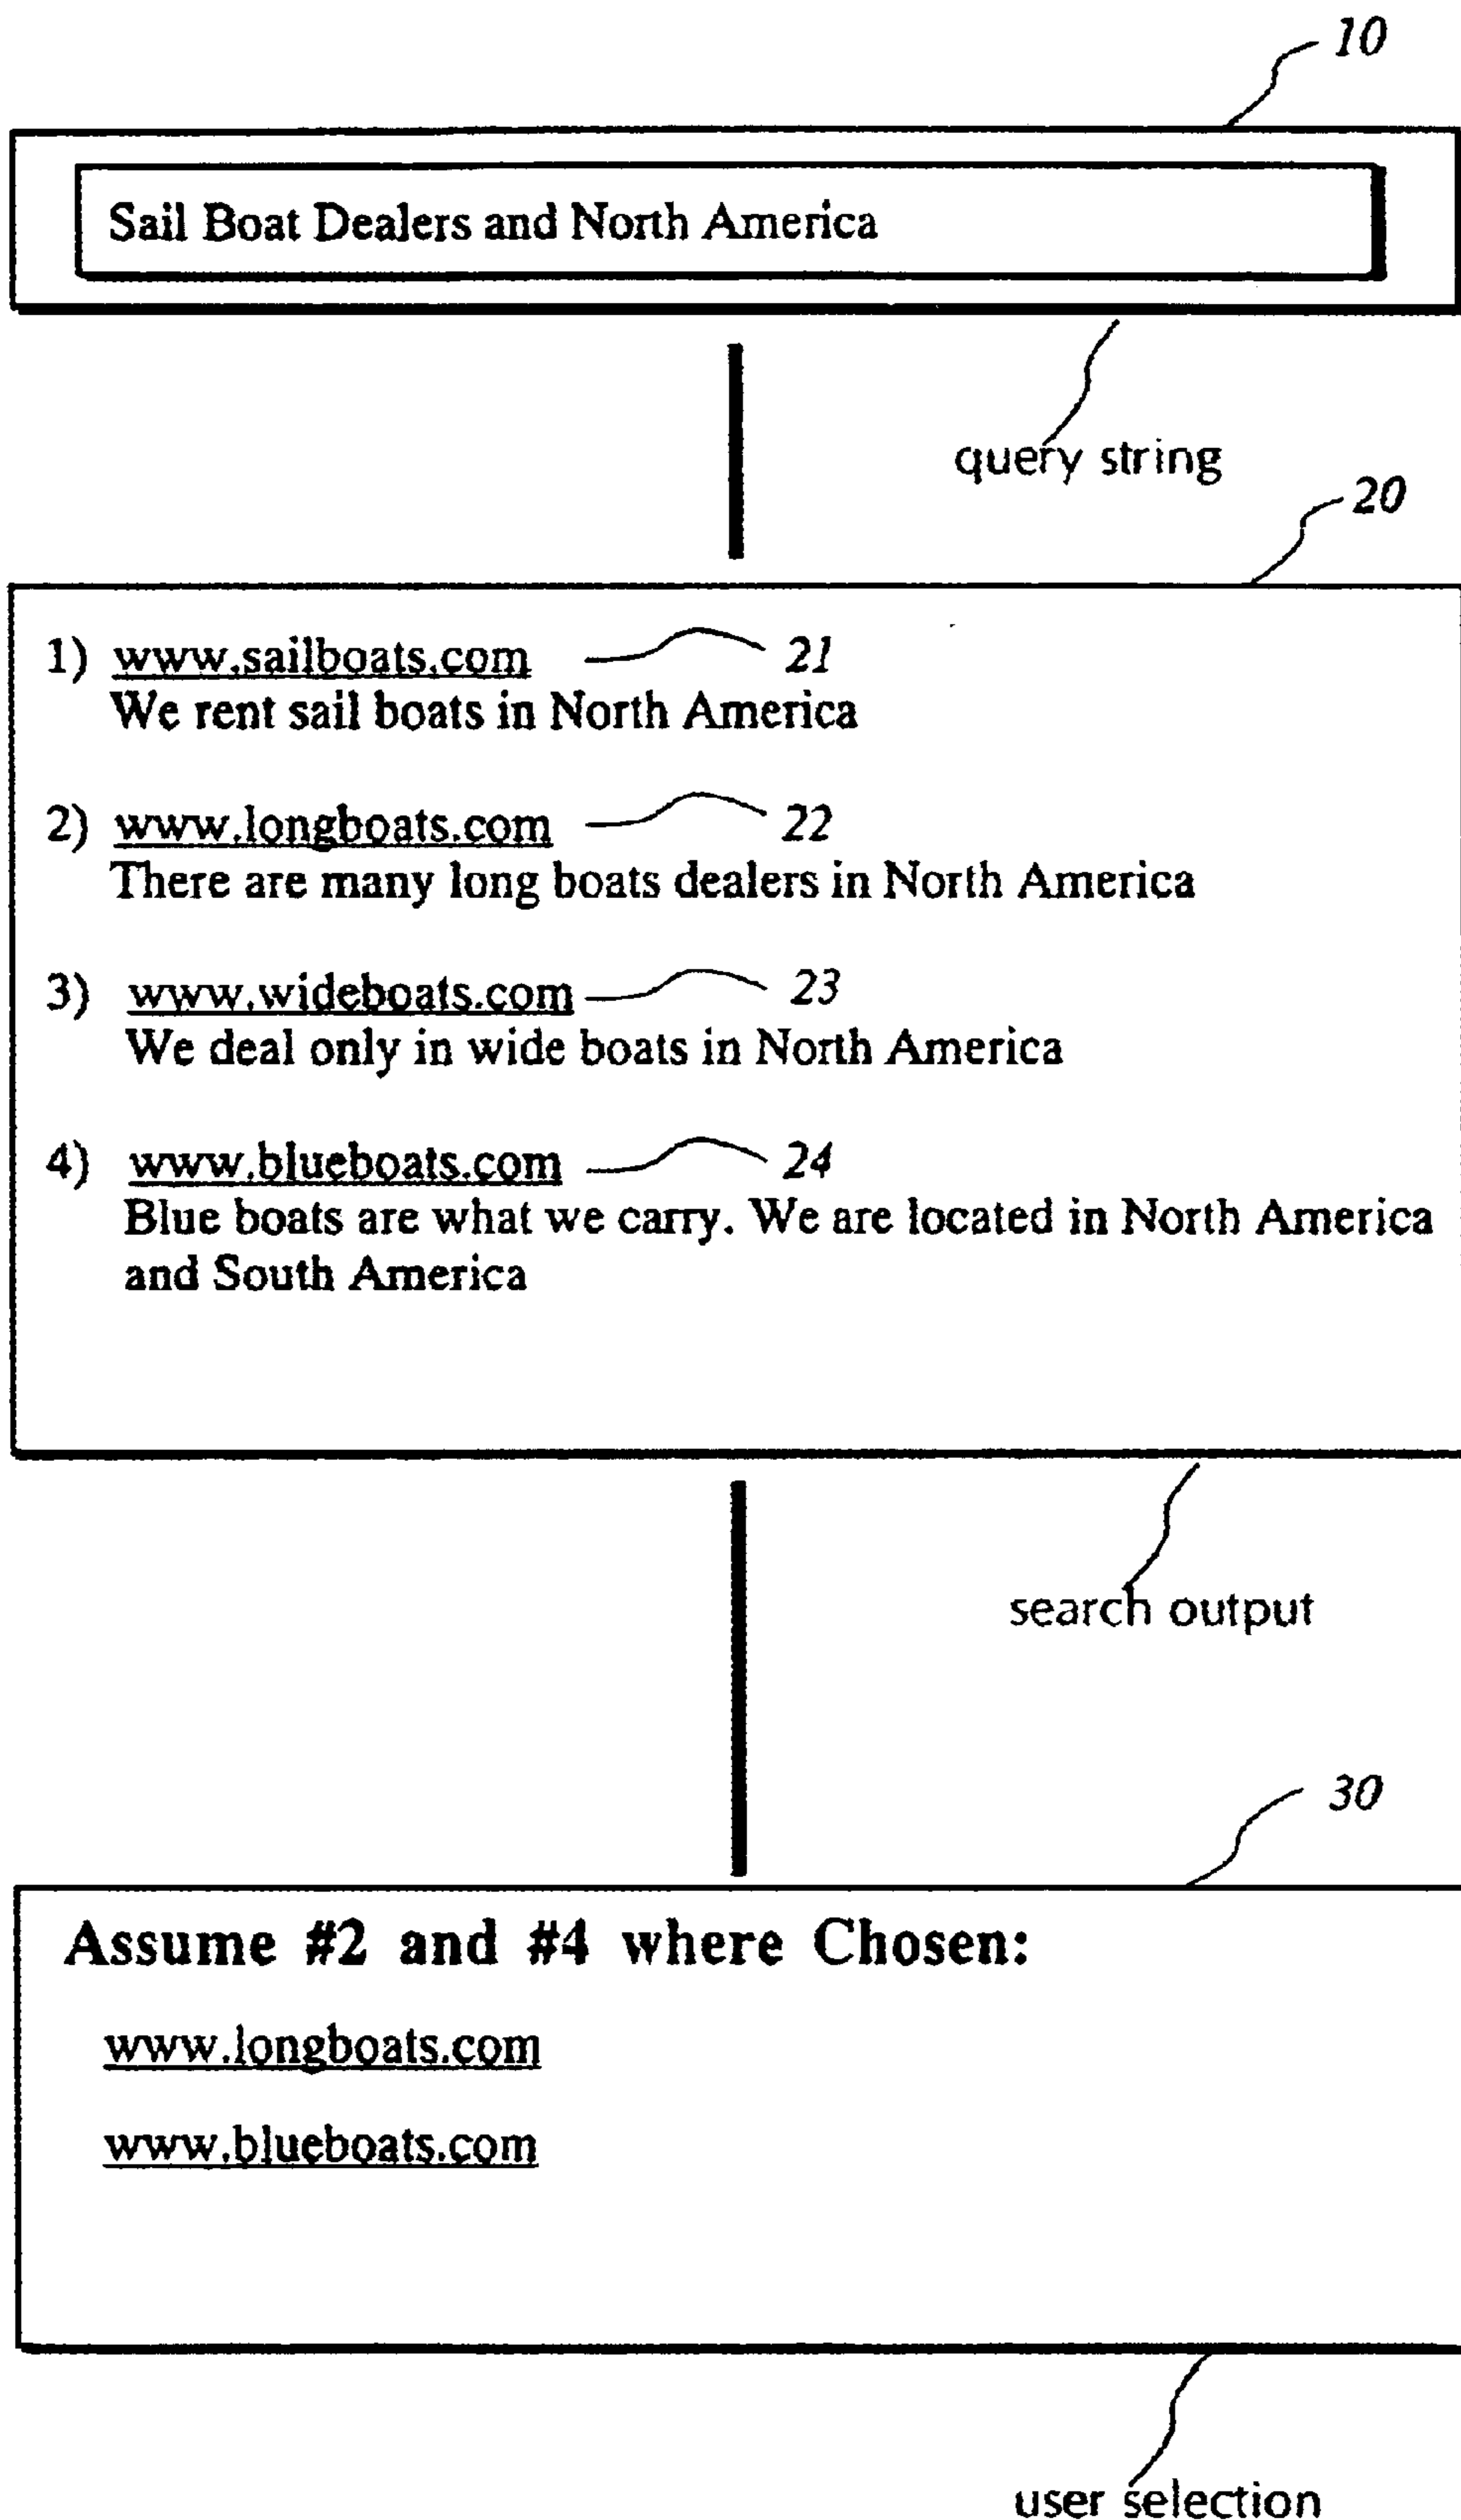 10
Sail Boat Dealers and North America
query string
20
1) www.sailboats.com 21
We rent sail boats in North America
2) www.longboats.com 22
There are many long boats dealers in North America
3) www.wideboats.com 23
We deal only in wide boats in North America
4) www.blueboats.com 24
Blue boats are what we carry. We are located in North America
and South America
search output
30
Assume #2 and #4 where Chosen:
www.longboats.com
www.blueboats.com
user selection